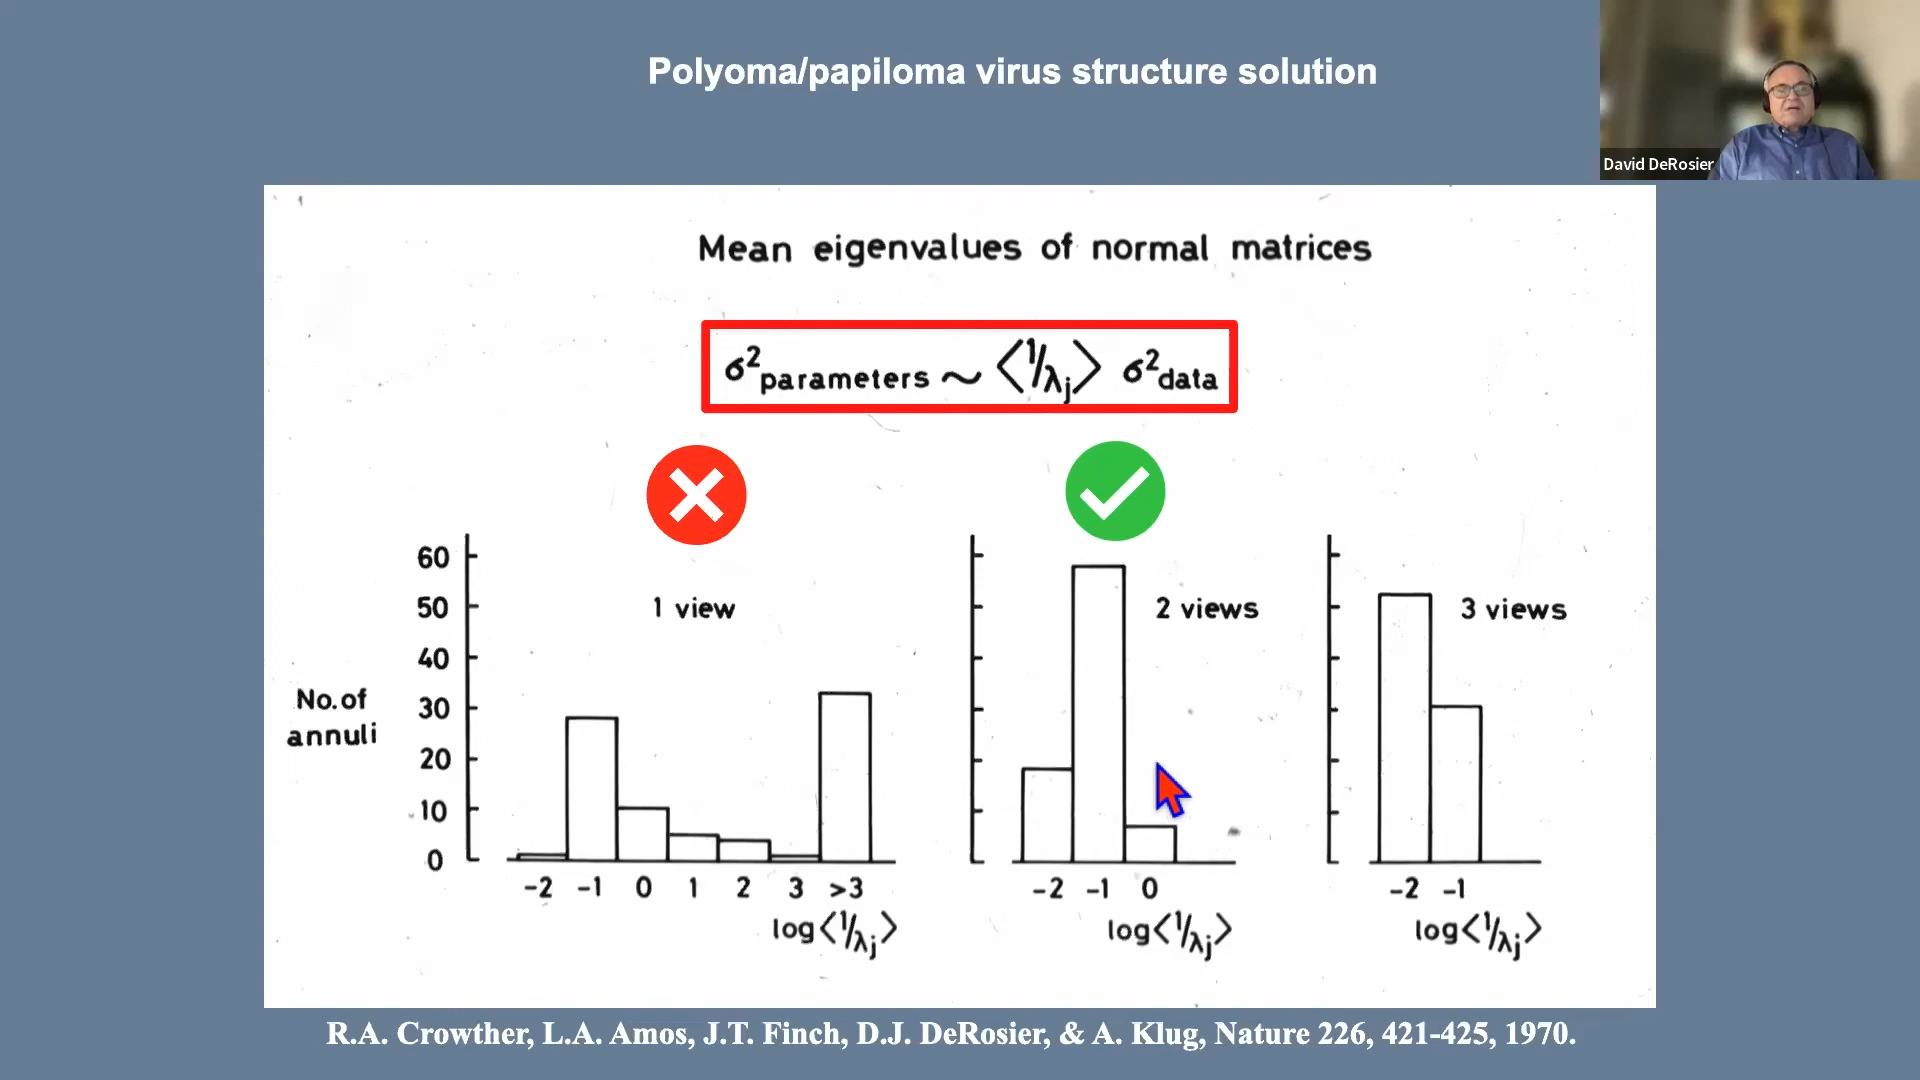 Polyoma/papiloma virus structure solution
David DeRosier
Mean eigenvalues of normal matrices
σ²parameters ~ ⟨1/λj⟩ σ²data
60
50
40
30
20
10
0
No. of
annuli
1 view
-2 -1 0 1 2 3 >3
log⟨1/λj⟩
2 views
-2 -1 0
log⟨1/λj⟩
3 views
-2 -1
log⟨1/λj⟩
R.A. Crowther, L.A. Amos, J.T. Finch, D.J. DeRosier, & A. Klug, Nature 226, 421-425, 1970.